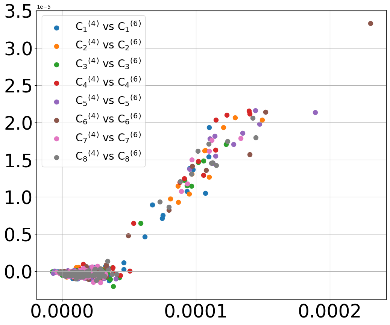 1e−5
3.5
3.0
2.5
2.0
1.5
1.0
0.5
0.0
C₁⁽⁴⁾ vs C₁⁽⁶⁾
C₂⁽⁴⁾ vs C₂⁽⁶⁾
C₃⁽⁴⁾ vs C₃⁽⁶⁾
C₄⁽⁴⁾ vs C₄⁽⁶⁾
C₅⁽⁴⁾ vs C₅⁽⁶⁾
C₆⁽⁴⁾ vs C₆⁽⁶⁾
C₇⁽⁴⁾ vs C₇⁽⁶⁾
C₈⁽⁴⁾ vs C₈⁽⁶⁾
0.0000 0.0001 0.0002